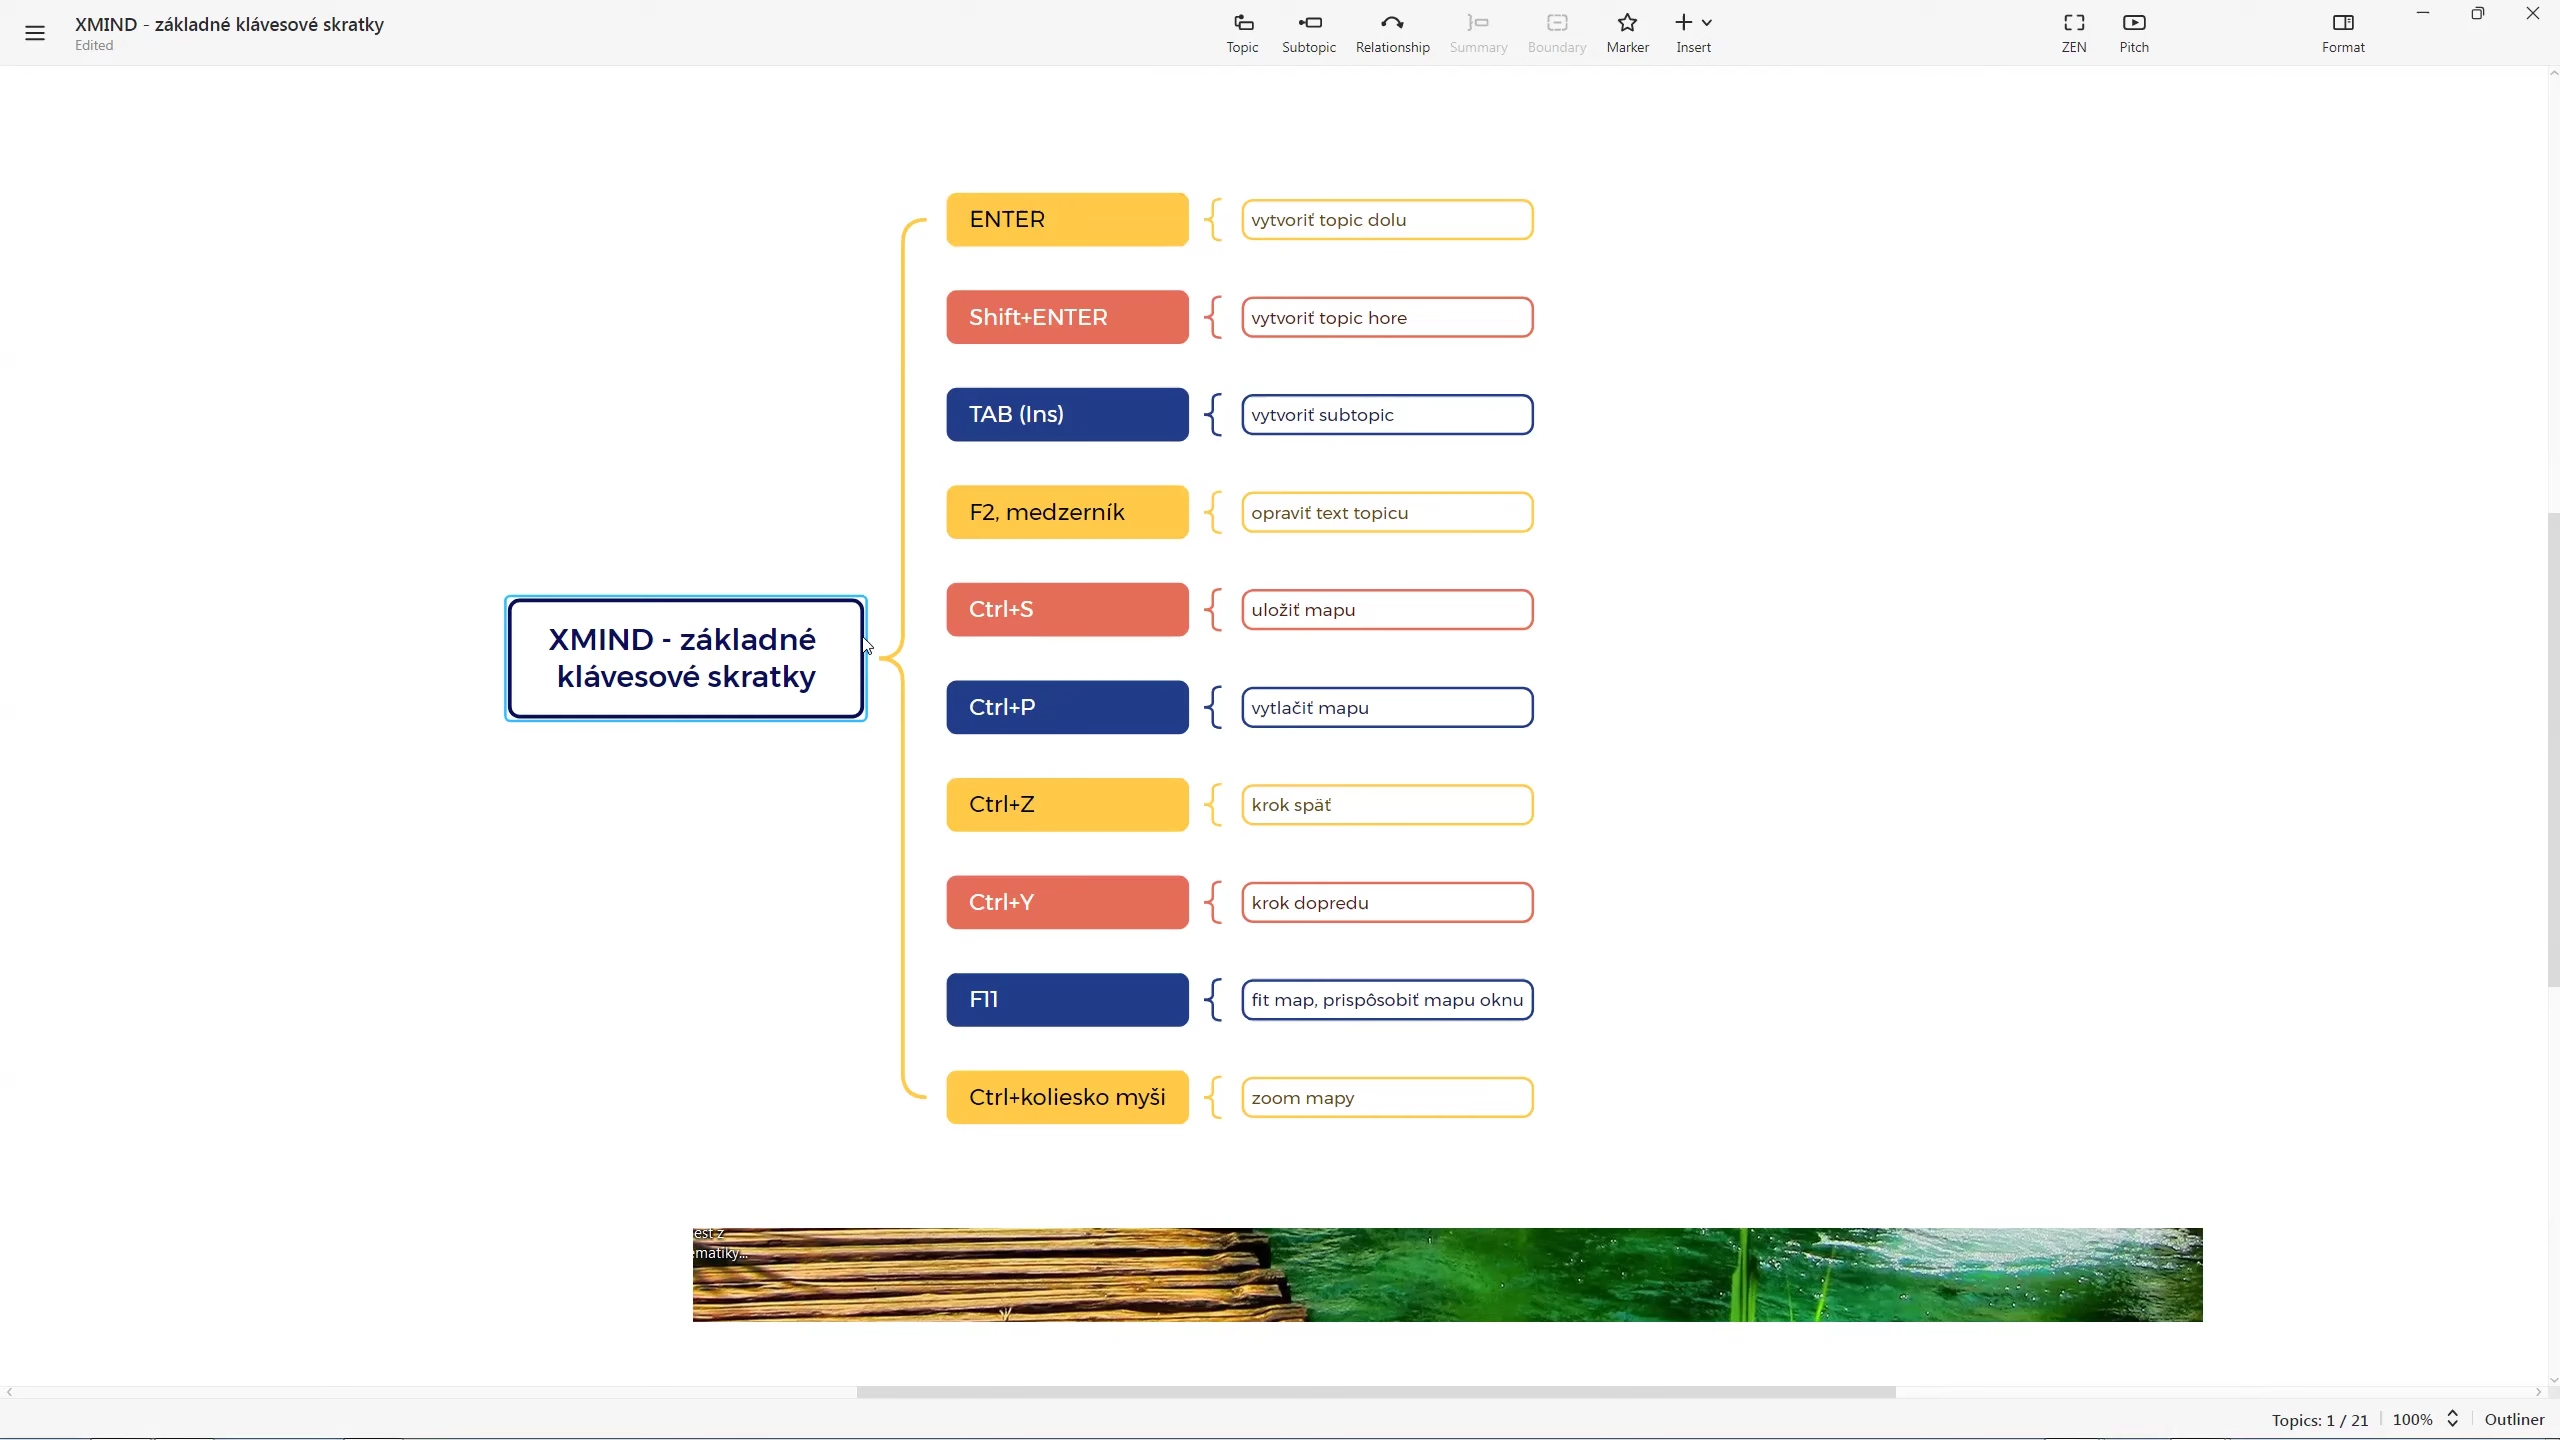 XMIND - základné klávesové skratky
Edited
Topic
Subtopic
Relationship
Summary
Boundary
Marker
Insert
ZEN
Pitch
Format
XMIND - základné
klávesové skratky
ENTER
vytvoriť topic dolu
Shift+ENTER
vytvoriť topic hore
TAB (Ins)
vytvoriť subtopic
F2, medzerník
opraviť text topicu
Ctrl+S
uložiť mapu
Ctrl+P
vytlačiť mapu
Ctrl+Z
krok späť
Ctrl+Y
krok dopredu
F11
fit map, prispôsobiť mapu oknu
Ctrl+koliesko myši
zoom mapy
est z
ematiky...
Topics: 1 / 21
100%
Outliner